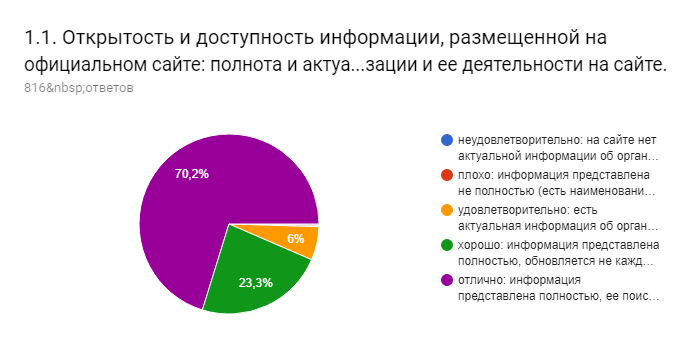 1.1. Открытость и доступность информации, размещенной на
официальном сайте: полнота и актуа...зации и ее деятельности на сайте.
816&nbsp;ответов
70,2%
6%
23,3%
неудовлетворительно: на сайте нет
актуальной информации об орган…
плохо: информация представлена
не полностью (есть наименовани…
удовлетворительно: есть
актуальная информация об орган…
хорошо: информация представлена
полностью, обновляется не кажд…
отлично: информация
представлена полностью, ее поис…